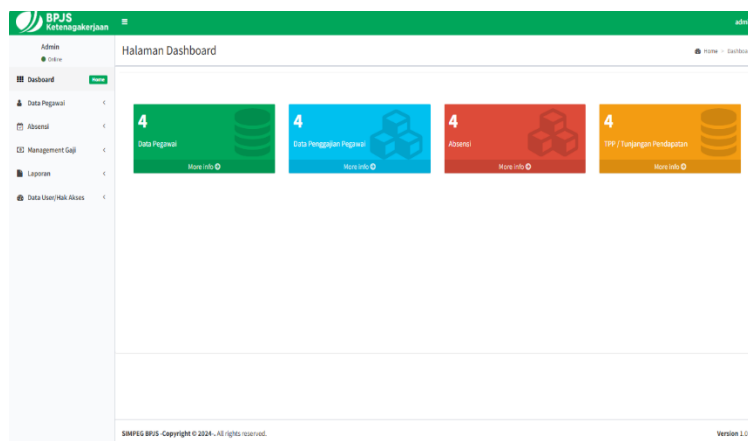 BPJS
Ketenagakerjaan
Admin
Online
Halaman Dashboard
Home
Dasboard
Home
Data Pegawai
Absensi
Management Gaji
Laporan
Data User/Hak Akses
4
Data Pegawai
More info
4
Data Penggajian Pegawai
More info
4
Absensi
More info
4
TPP / Tunjangan Pendapatan
More info
SIMPEG BPJS -Copyright © 2024-. All rights reserved.
Version